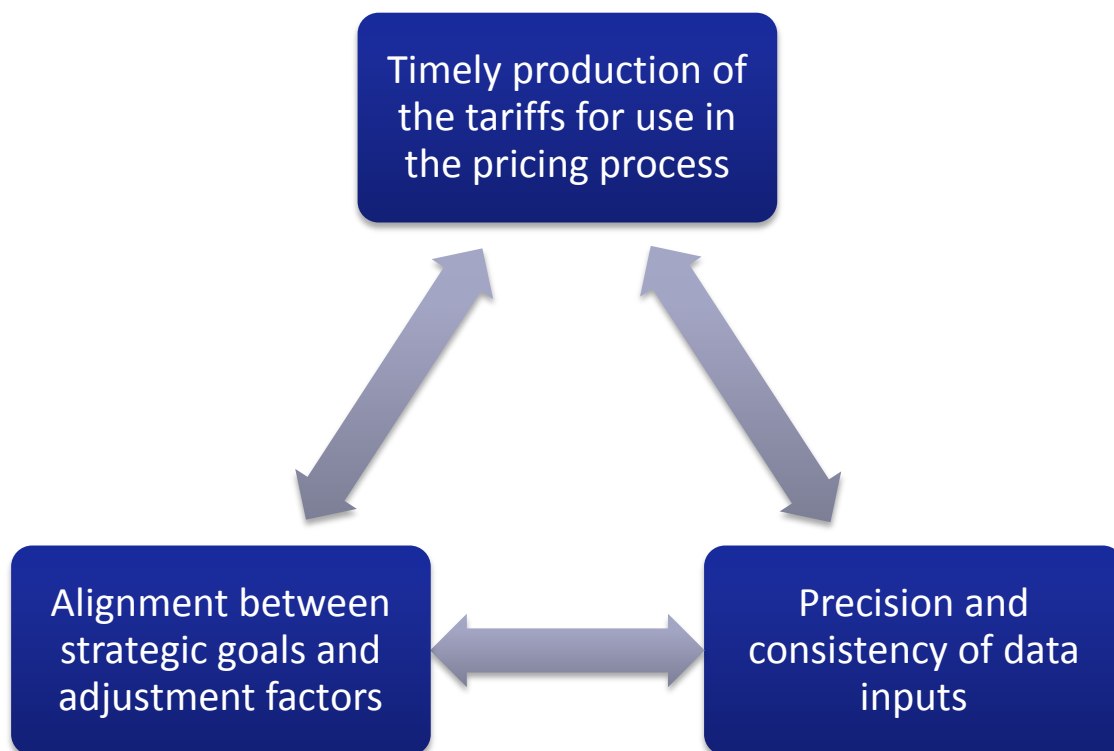 Timely production of
the tariffs for use in
the pricing process
Alignment between
strategic goals and
adjustment factors
Precision and
consistency of data
inputs